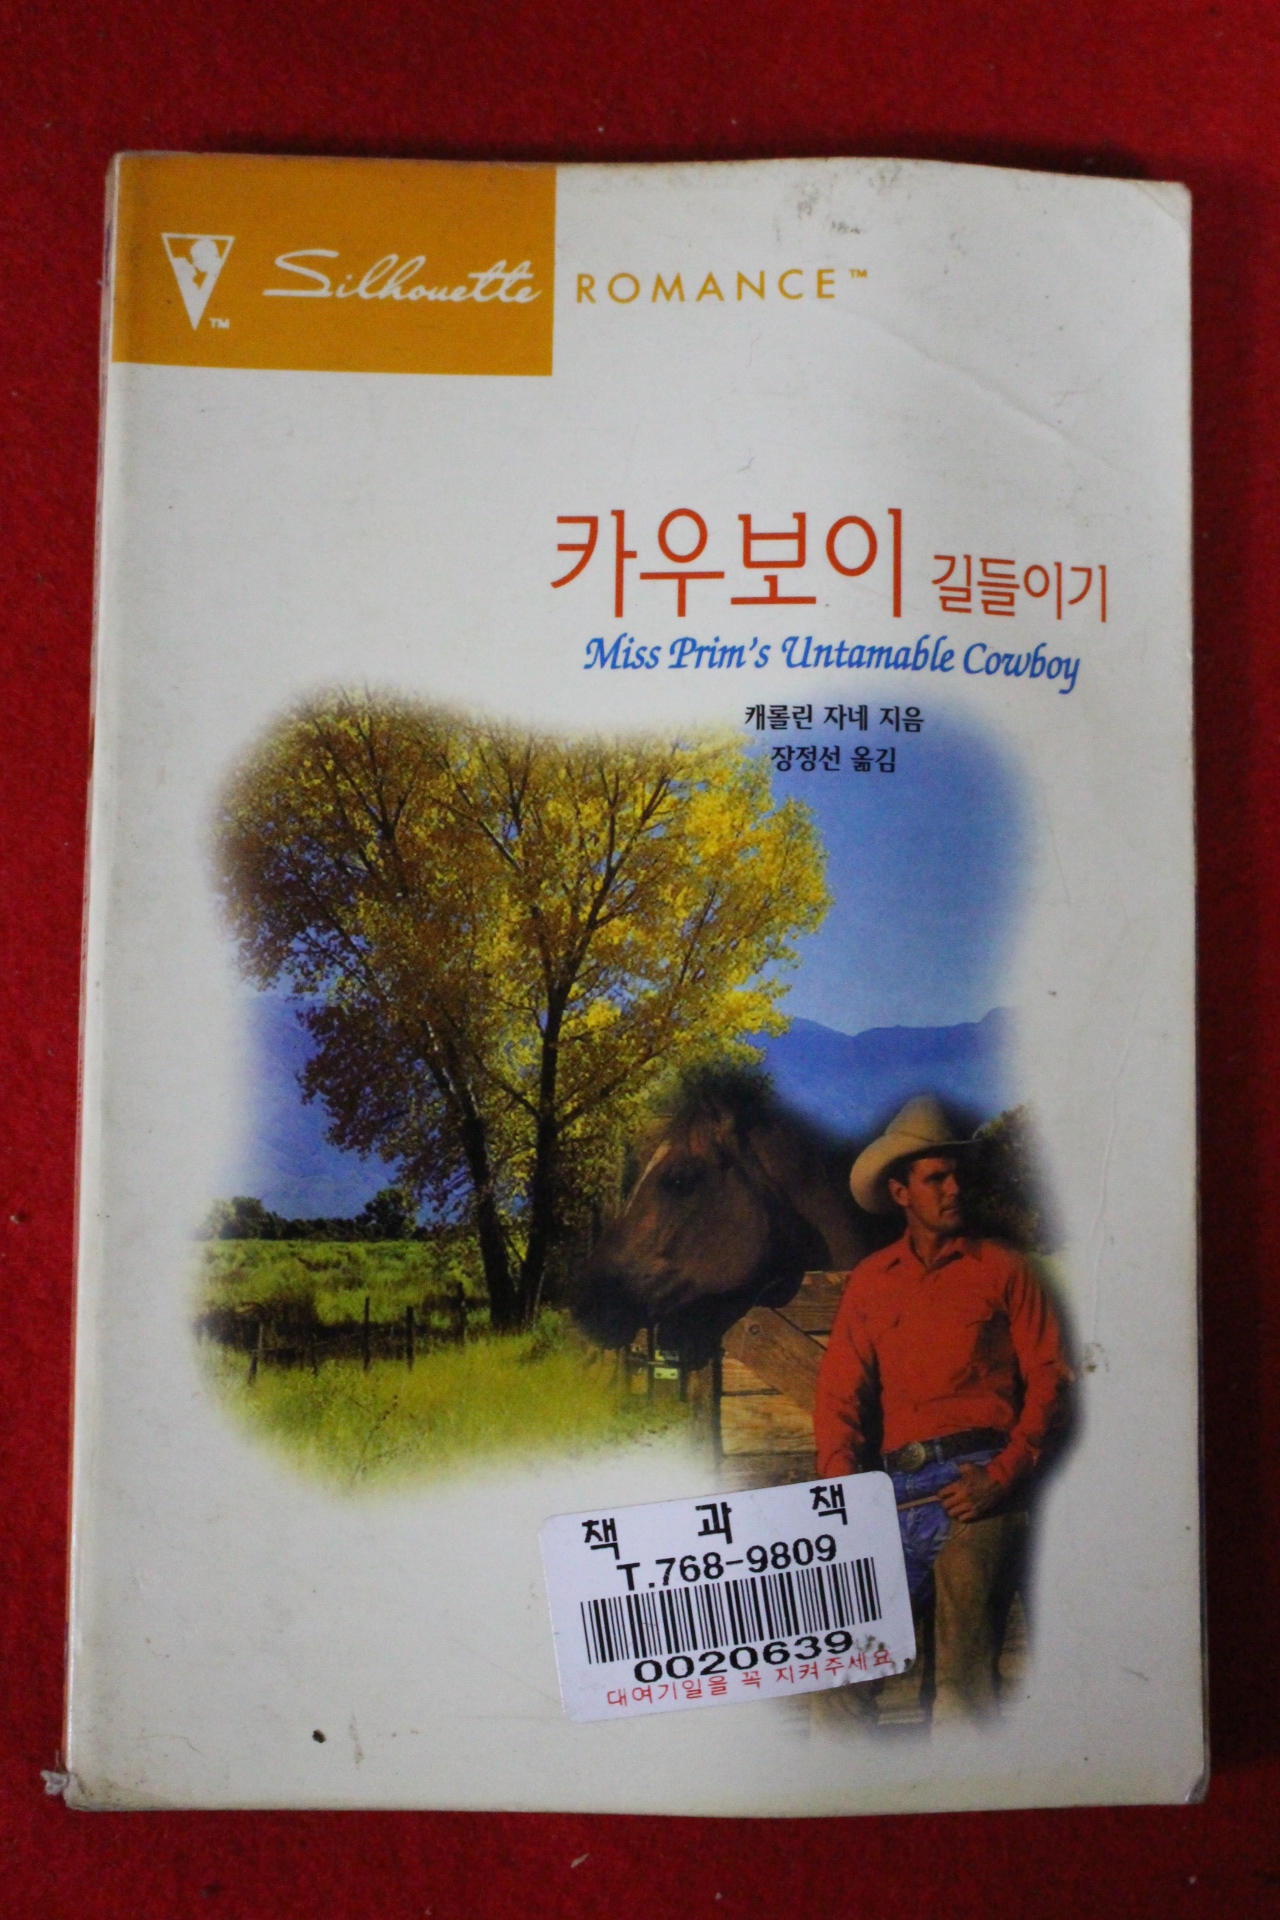 Silhouette ROMANCE™
TM
카우보이 길들이기
Miss Prim's Untamable Cowboy
캐롤린 자네 지음
장정선 옮김
책 과 책
T.768-9809
0020639
대여기일을 꼭 지켜주세요